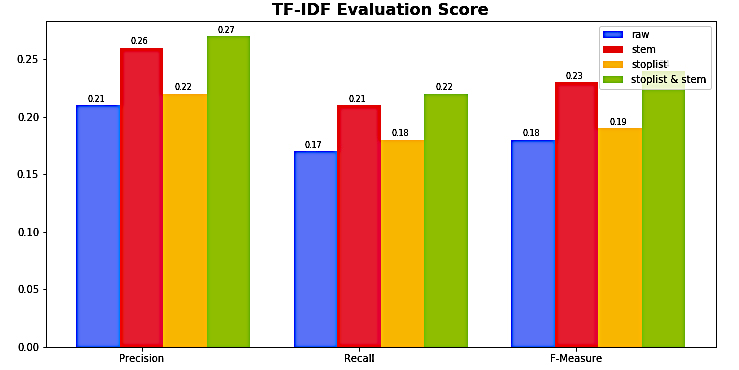 TF-IDF Evaluation Score
raw
stem
stoplist
stoplist & stem
0.25
0.20
0.15
0.10
0.05
0.00
0.21
0.26
0.22
0.27
0.17
0.21
0.18
0.22
0.18
0.23
0.19
Precision
Recall
F-Measure